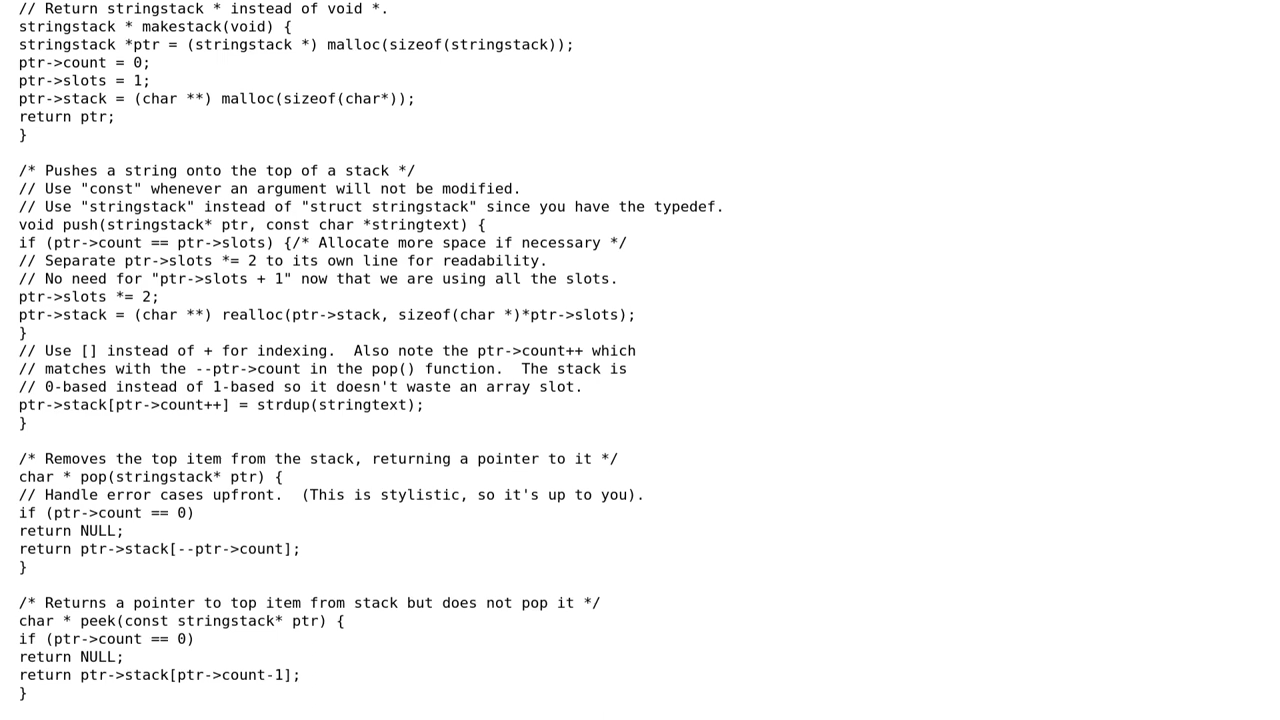 // Return stringstack * instead of void *.
stringstack * makestack(void) {
stringstack *ptr = (stringstack *) malloc(sizeof(stringstack));
ptr->count = 0;
ptr->slots = 1;
ptr->stack = (char **) malloc(sizeof(char*));
return ptr;
}

/* Pushes a string onto the top of a stack */
// Use "const" whenever an argument will not be modified.
// Use "stringstack" instead of "struct stringstack" since you have the typedef.
void push(stringstack* ptr, const char *stringtext) {
if (ptr->count == ptr->slots) {/* Allocate more space if necessary */
// Separate ptr->slots *= 2 to its own line for readability.
// No need for "ptr->slots + 1" now that we are using all the slots.
ptr->slots *= 2;
ptr->stack = (char **) realloc(ptr->stack, sizeof(char *)*ptr->slots);
}
// Use [] instead of + for indexing.  Also note the ptr->count++ which
// matches with the --ptr->count in the pop() function.  The stack is
// 0-based instead of 1-based so it doesn't waste an array slot.
ptr->stack[ptr->count++] = strdup(stringtext);
}

/* Removes the top item from the stack, returning a pointer to it */
char * pop(stringstack* ptr) {
// Handle error cases upfront.  (This is stylistic, so it's up to you).
if (ptr->count == 0)
return NULL;
return ptr->stack[--ptr->count];
}

/* Returns a pointer to top item from stack but does not pop it */
char * peek(const stringstack* ptr) {
if (ptr->count == 0)
return NULL;
return ptr->stack[ptr->count-1];
}